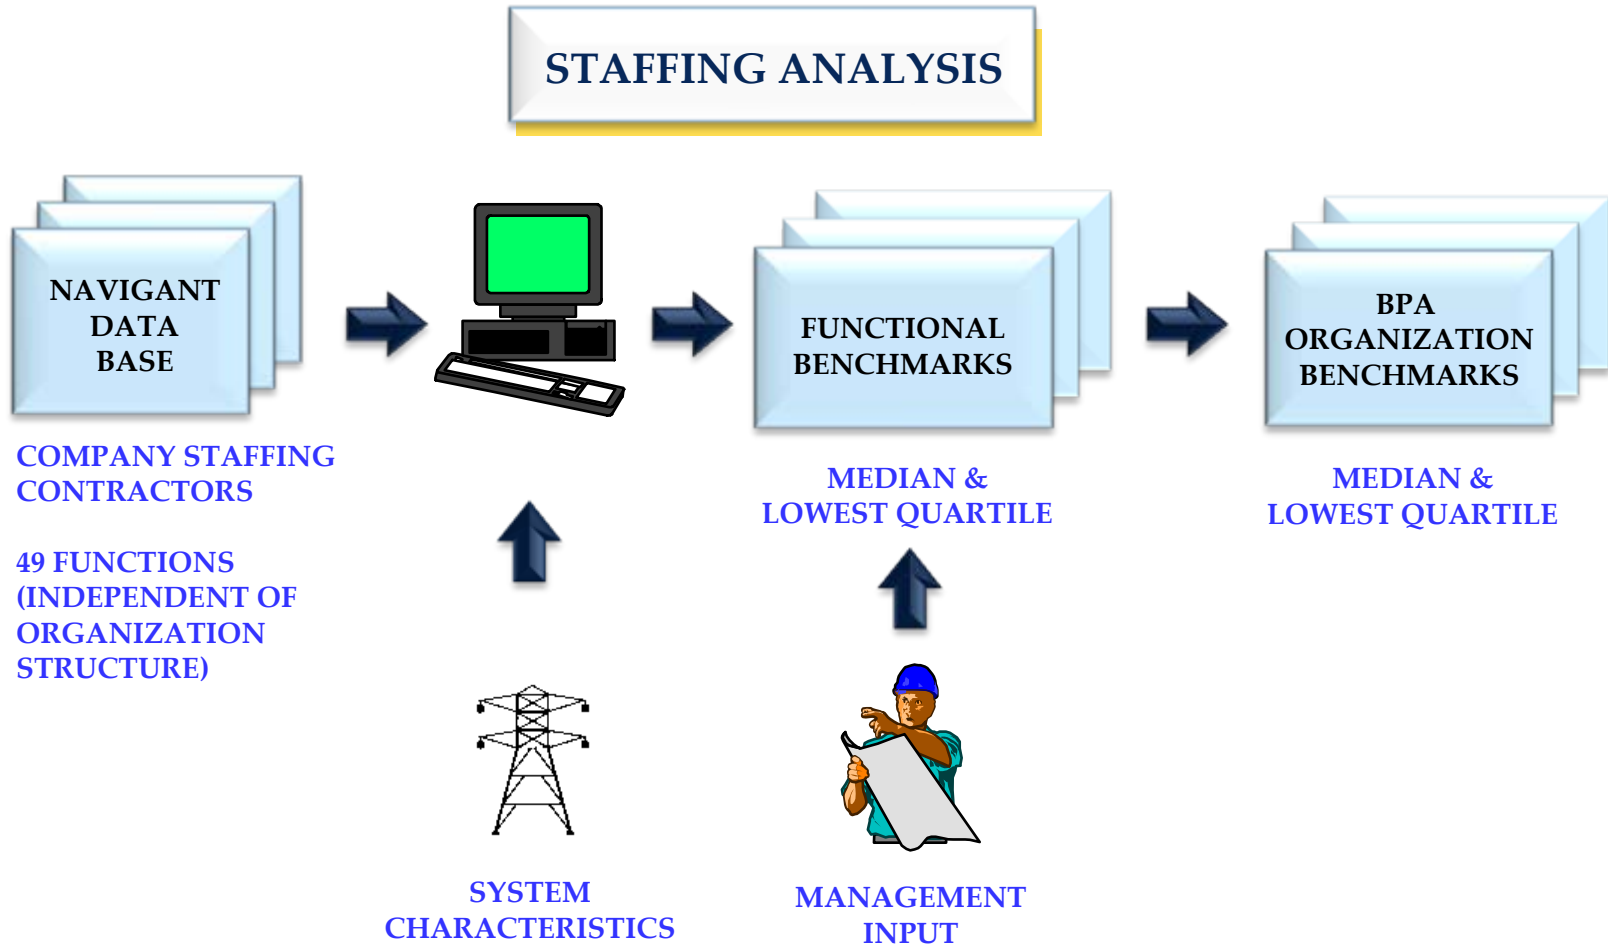 STAFFING ANALYSIS
NAVIGANT
DATA
BASE
FUNCTIONAL
BENCHMARKS
BPA
ORGANIZATION
BENCHMARKS
COMPANY STAFFING
CONTRACTORS
49 FUNCTIONS
(INDEPENDENT OF
ORGANIZATION
STRUCTURE)
MEDIAN &
LOWEST QUARTILE
MEDIAN &
LOWEST QUARTILE
SYSTEM
CHARACTERISTICS
MANAGEMENT
INPUT